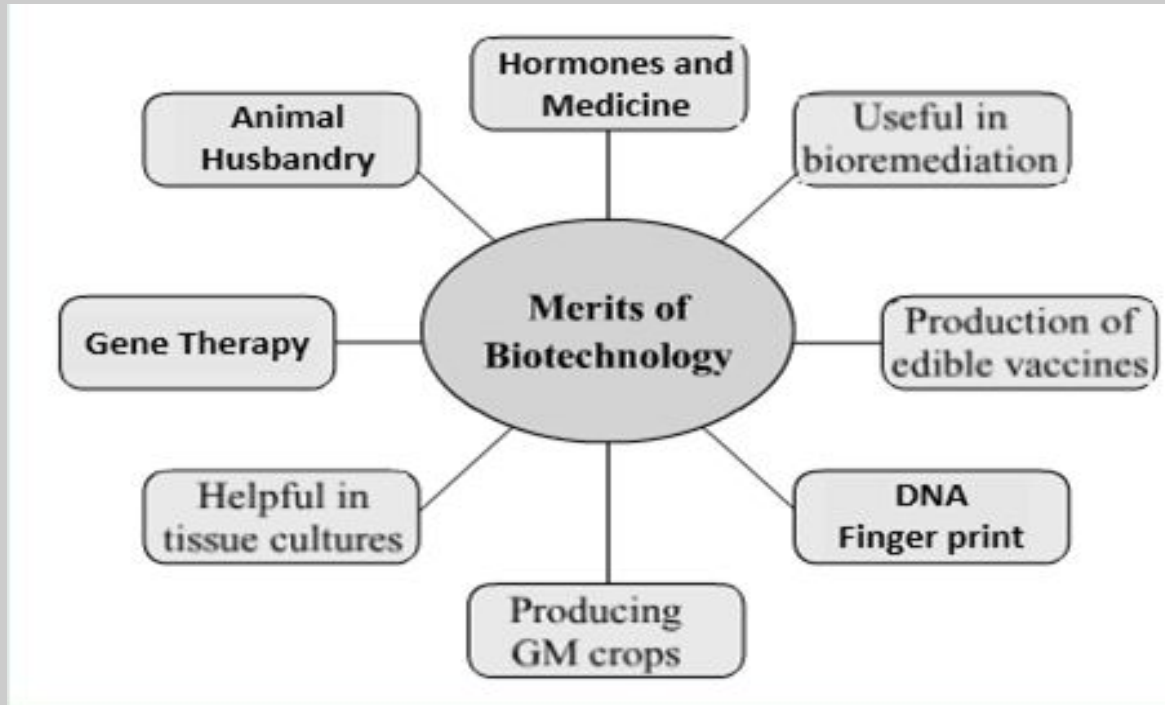 Hormones and
Medicine
Animal
Husbandry
Useful in
bioremediation
Merits of
Biotechnology
Gene Therapy
Production of
edible vaccines
Helpful in
tissue cultures
DNA
Finger print
Producing
GM crops